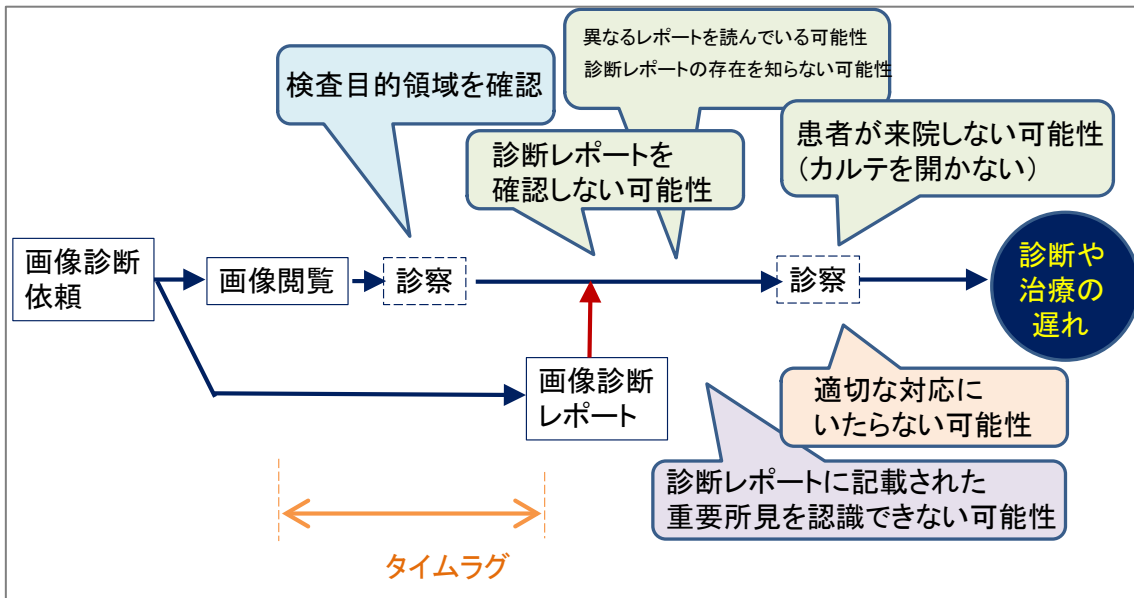 異なるレポートを読んでいる可能性
診断レポートの存在を知らない可能性
検査目的領域を確認
患者が来院しない可能性
（カルテを開かない）
診断レポートを
確認しない可能性
画像診断
依頼
画像閲覧
診察
診察
診断や
治療の
遅れ
画像診断
レポート
適切な対応に
いたらない可能性
診断レポートに記載された
重要所見を認識できない可能性
タイムラグ